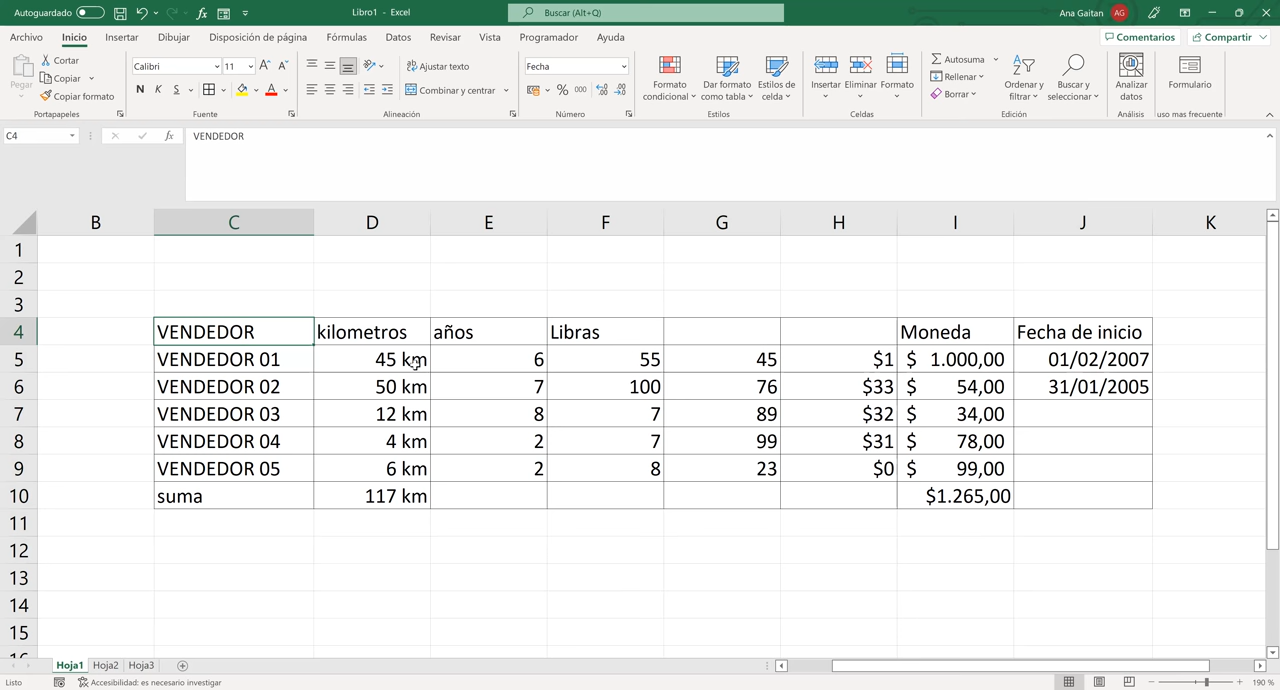 Autoguardado
Libro1 - Excel
Buscar (Alt+Q)
Ana Gaitan AG
Archivo Inicio Insertar Dibujar Disposición de página Fórmulas Datos Revisar Vista Programador Ayuda
Comentarios Compartir
Pegar
Cortar
Copiar
Copiar formato
Portapapeles
Calibri 11
N K S
Fuente
Ajustar texto
Combinar y centrar
Alineación
Fecha
% 000
Número
Formato condicional
Dar formato como tabla
Estilos de celda
Estilos
Insertar Eliminar Formato
Celdas
Autosuma
Rellenar
Borrar
Ordenar y filtrar
Buscar y seleccionar
Edición
Analizar datos
Análisis
Formulario
uso mas frecuente
C4 fx VENDEDOR
B C D E F G H I J K
1
2
3
4 VENDEDOR kilometros años Libras Moneda Fecha de inicio
5 VENDEDOR 01 45 km 6 55 45 $1 $ 1.000,00 01/02/2007
6 VENDEDOR 02 50 km 7 100 76 $33 $ 54,00 31/01/2005
7 VENDEDOR 03 12 km 8 7 89 $32 $ 34,00
8 VENDEDOR 04 4 km 2 7 99 $31 $ 78,00
9 VENDEDOR 05 6 km 2 8 23 $0 $ 99,00
10 suma 117 km $1.265,00
11
12
13
14
15
Hoja1 Hoja2 Hoja3
Listo Accesibilidad: es necesario investigar 190 %